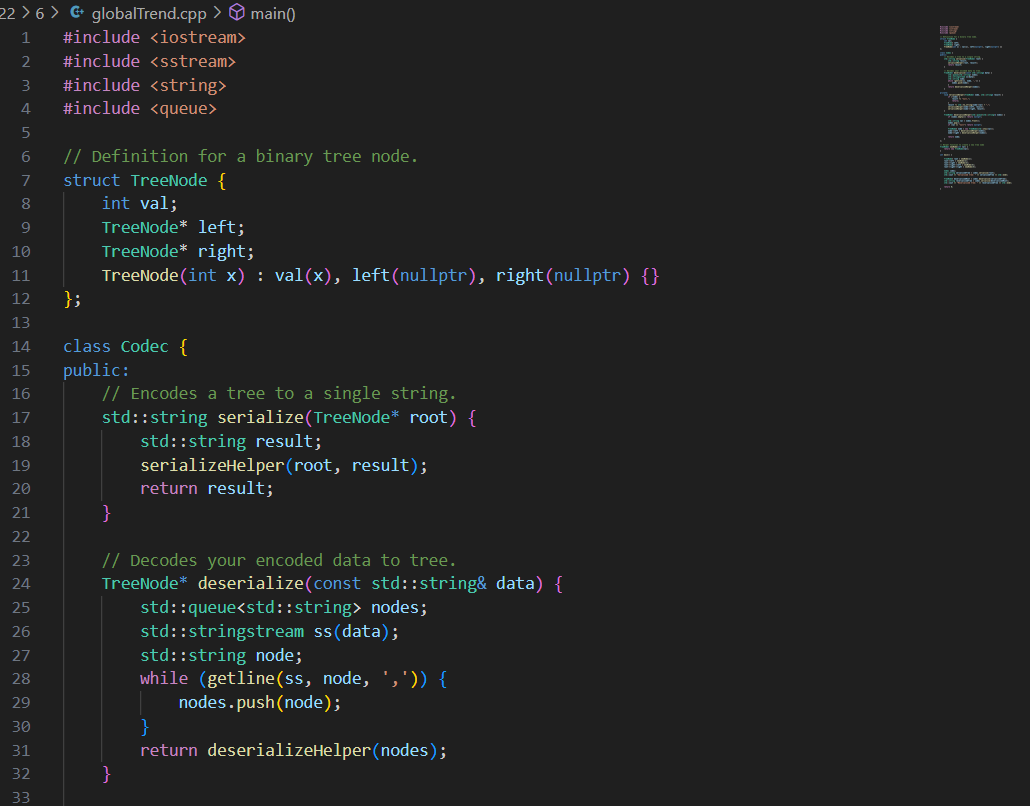 22 > 6 > globalTrend.cpp > main()
1 #include <iostream>
2 #include <sstream>
3 #include <string>
4 #include <queue>
5
6 // Definition for a binary tree node.
7 struct TreeNode {
8     int val;
9     TreeNode* left;
10     TreeNode* right;
11     TreeNode(int x) : val(x), left(nullptr), right(nullptr) {}
12 };
13
14 class Codec {
15 public:
16     // Encodes a tree to a single string.
17     std::string serialize(TreeNode* root) {
18         std::string result;
19         serializeHelper(root, result);
20         return result;
21     }
22
23     // Decodes your encoded data to tree.
24     TreeNode* deserialize(const std::string& data) {
25         std::queue<std::string> nodes;
26         std::stringstream ss(data);
27         std::string node;
28         while (getline(ss, node, ',')) {
29             nodes.push(node);
30         }
31         return deserializeHelper(nodes);
32     }
33